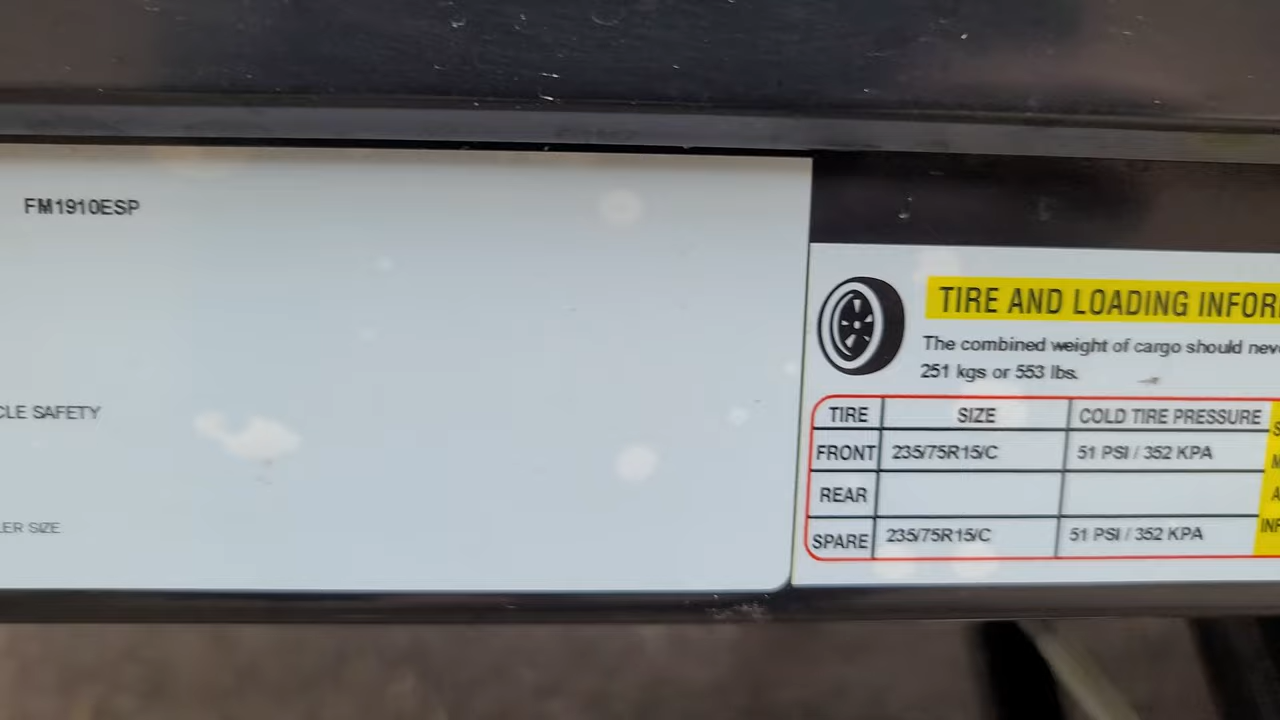 FM1910ESP
CLE SAFETY
LER SIZE
TIRE AND LOADING INFOR
The combined weight of cargo should nev
251 kgs or 553 lbs.
TIRE SIZE COLD TIRE PRESSURE
FRONT 235/75R15/C 51 PSI / 352 KPA
REAR
SPARE 235/75R15/C 51 PSI / 352 KPA